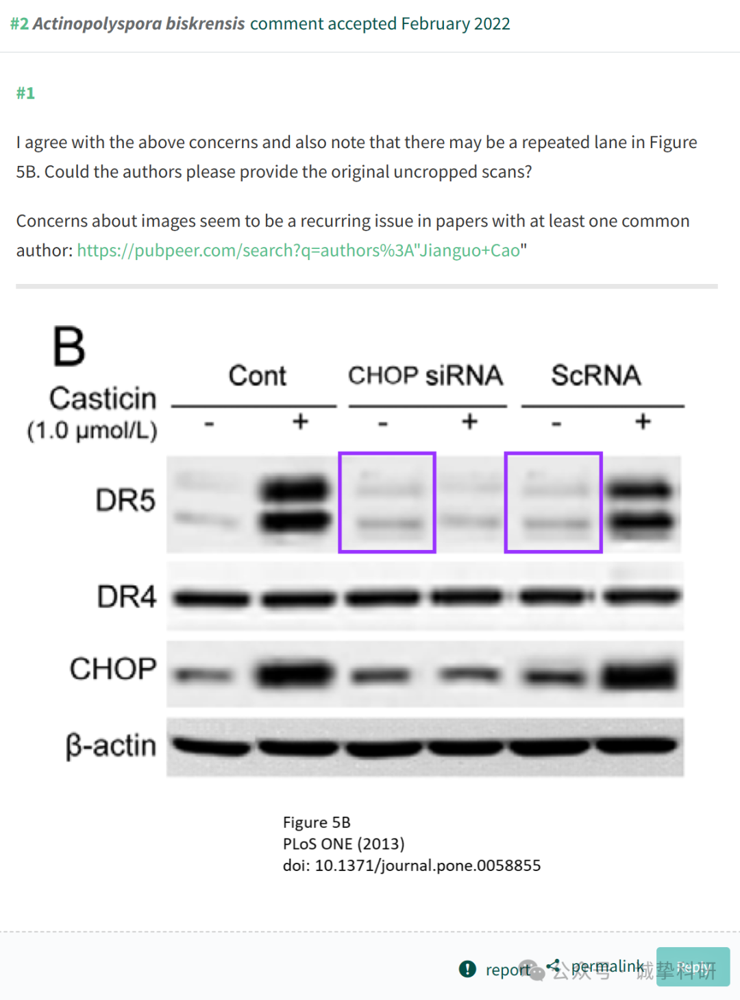 #2 Actinopolyspora biskrensis comment accepted February 2022
#1
I agree with the above concerns and also note that there may be a repeated lane in Figure
5B. Could the authors please provide the original uncropped scans?
Concerns about images seem to be a recurring issue in papers with at least one common
author: https://pubpeer.com/search?q=authors%3A"Jianguo+Cao"
B
Cont CHOP siRNA ScRNA
Casticin
(1.0 µmol/L) - + - + - +
DR5
DR4
CHOP
β-actin
Figure 5B
PLoS ONE (2013)
doi: 10.1371/journal.pone.0058855
report permalink Reply
公众号 · 诚挚科研